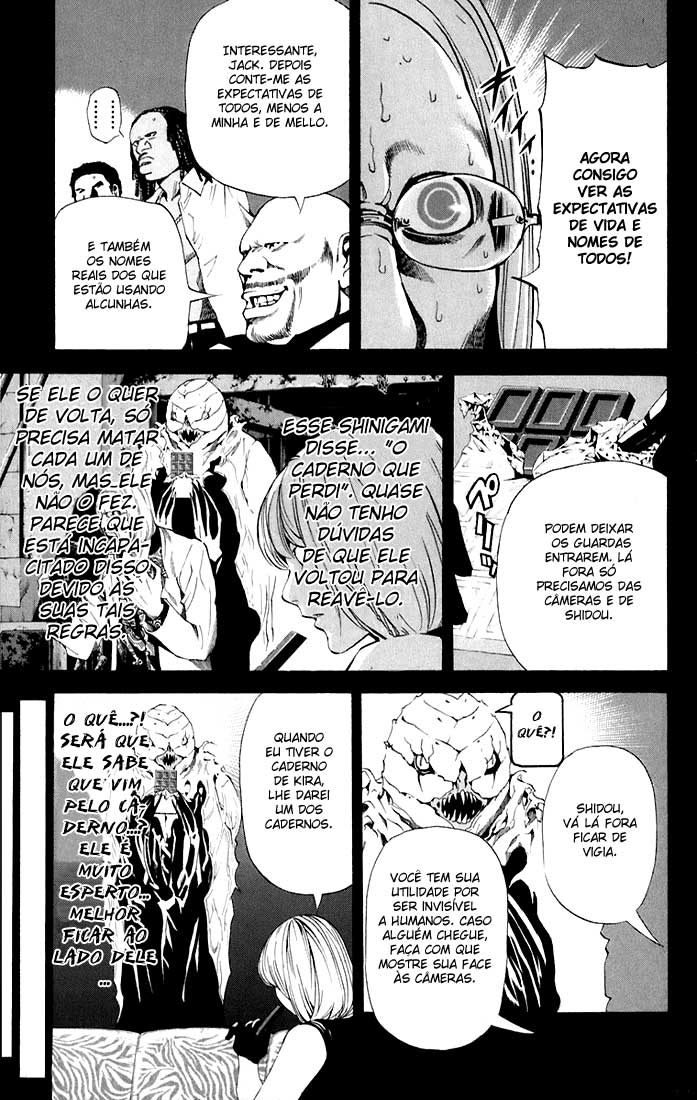 AGORA
CONSIGO
VER AS
EXPECTATIVAS
DE VIDA E
NOMES DE
TODOS!
INTERESSANTE,
JACK. DEPOIS
CONTE-ME AS
EXPECTATIVAS DE
TODOS, MENOS A
MINHA E DE MELLO.
E TAMBÉM
OS NOMES
REAIS DOS QUE
ESTÃO USANDO
ALCUNHAS.
PODEM DEIXAR
OS GUARDAS
ENTRAREM. LÁ
FORA SÓ
PRECISAMOS DAS
CÂMERAS E DE
SHIDOU.
ESSE SHINIGAMI
DISSE... "O
CADERNO QUE
PERDI". QUASE
NÃO TENHO
DÚVIDAS
DE QUE ELE
VOLTOU PARA
REAVÊ-LO.
SE ELE O QUER
DE VOLTA, SÓ
PRECISA MATAR
CADA UM DE
NÓS, MAS ELE
NÃO O FEZ.
PARECE QUE
ESTÁ INCAPA-
CITADO DISSO
DEVIDO ÀS
SUAS TAIS
REGRAS.
SHIDOU,
VÁ LÁ FORA
FICAR DE
VIGIA.
O
QUÊ?!
VOCÊ TEM SUA
UTILIDADE POR
SER INVISÍVEL
A HUMANOS. CASO
ALGUÉM CHEGUE,
FAÇA COM QUE
MOSTRE SUA FACE
ÀS CÂMERAS.
QUANDO
EU TIVER O
CADERNO
DE KIRA,
LHE DAREI
UM DOS
CADERNOS.
O QUÊ...?!
SERÁ QUE
ELE SABE
QUE VIM
PELO CA-
DERNO...?
ELE É
MUITO
ESPERTO...
MELHOR
FICAR AO
LADO DELE
...